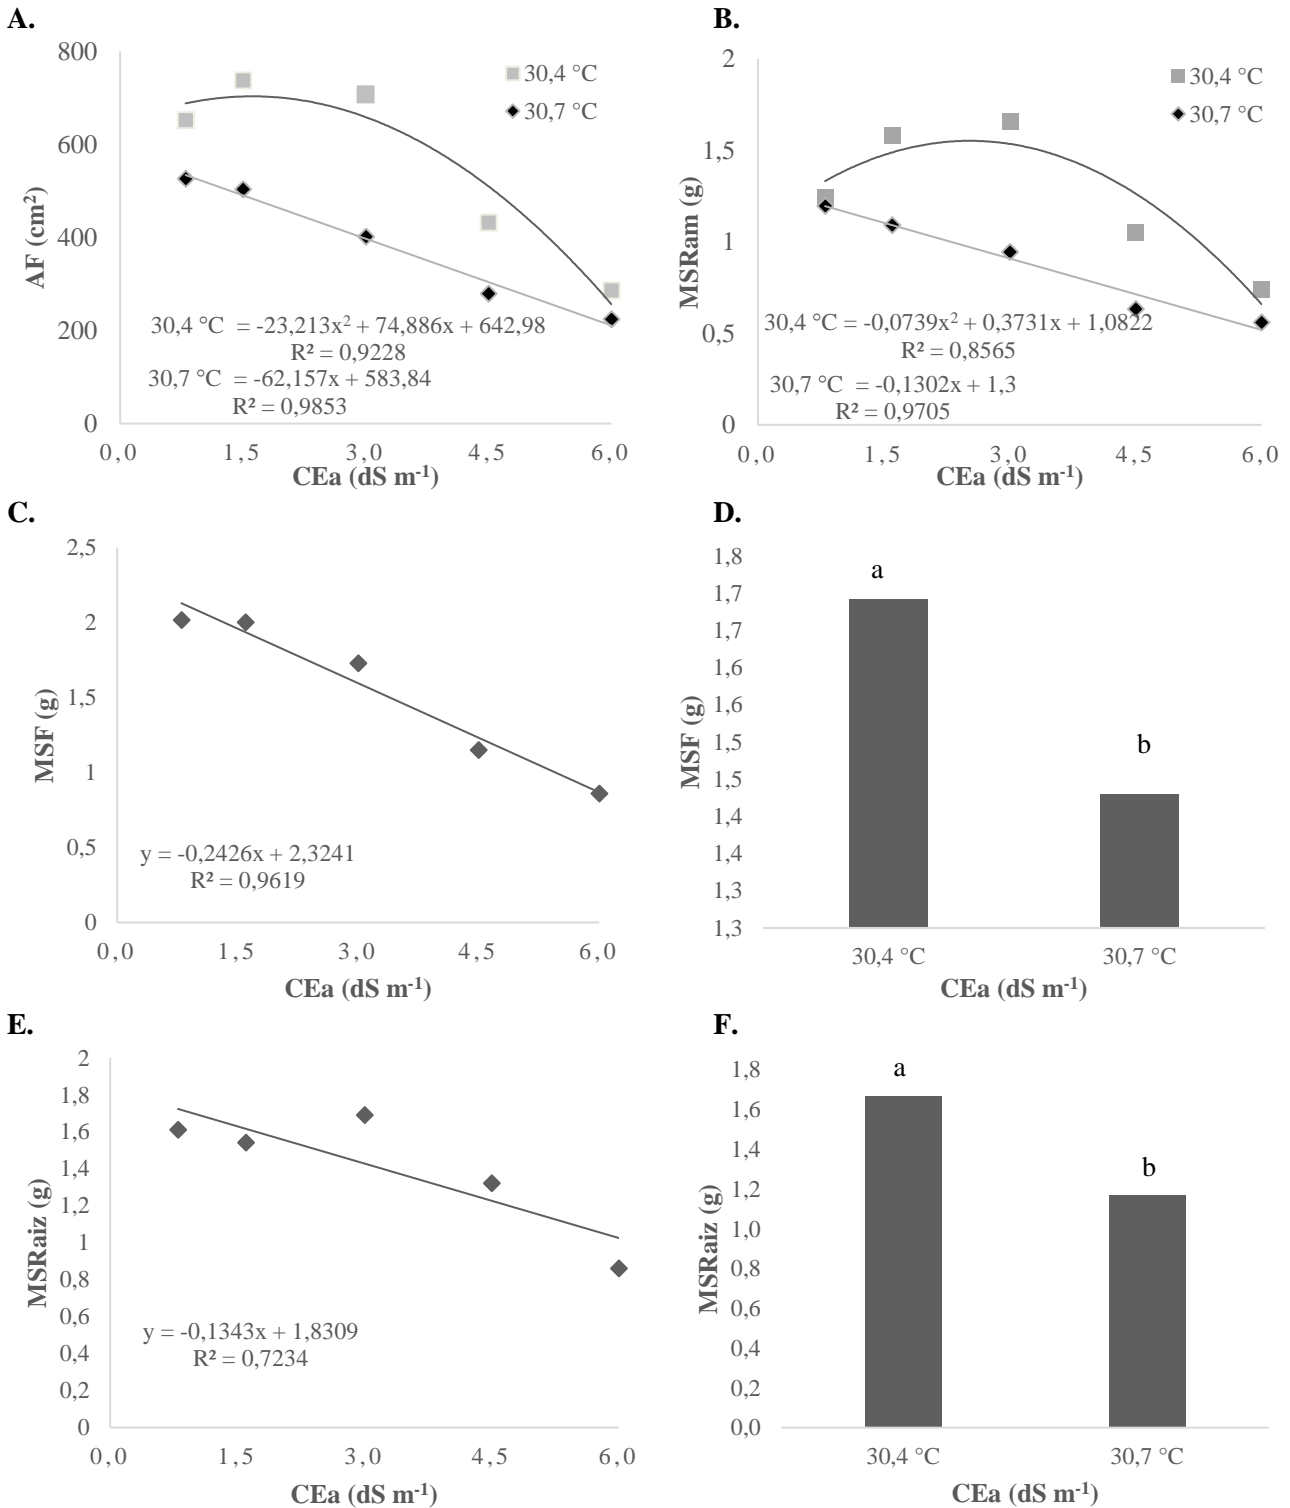 A.
800
600
400
200
0
AF (cm²)
30,4 °C
30,7 °C
30,4 °C = -23,213x² + 74,886x + 642,98
R² = 0,9228
30,7 °C = -62,157x + 583,84
R² = 0,9853
0,0 1,5 3,0 4,5 6,0
CEa (dS m⁻¹)
B.
2
1,5
1
0,5
0
MSRam (g)
30,4 °C
30,7 °C
30,4 °C = -0,0739x² + 0,3731x + 1,0822
R² = 0,8565
30,7 °C = -0,1302x + 1,3
R² = 0,9705
0,0 1,5 3,0 4,5 6,0
CEa (dS m⁻¹)
C.
2,5
2
1,5
1
0,5
0
MSF (g)
y = -0,2426x + 2,3241
R² = 0,9619
0,0 1,5 3,0 4,5 6,0
CEa (dS m⁻¹)
D.
1,8
1,7
1,7
1,6
1,6
1,5
1,5
1,4
1,4
1,3
1,3
MSF (g)
a
b
30,4 °C 30,7 °C
CEa (dS m⁻¹)
E.
2
1,8
1,6
1,4
1,2
1
0,8
0,6
0,4
0,2
0
MSRaiz (g)
y = -0,1343x + 1,8309
R² = 0,7234
0,0 1,5 3,0 4,5 6,0
CEa (dS m⁻¹)
F.
1,8
1,6
1,4
1,2
1,0
0,8
0,6
0,4
0,2
0,0
MSRaiz (g)
a
b
30,4 °C 30,7 °C
CEa (dS m⁻¹)